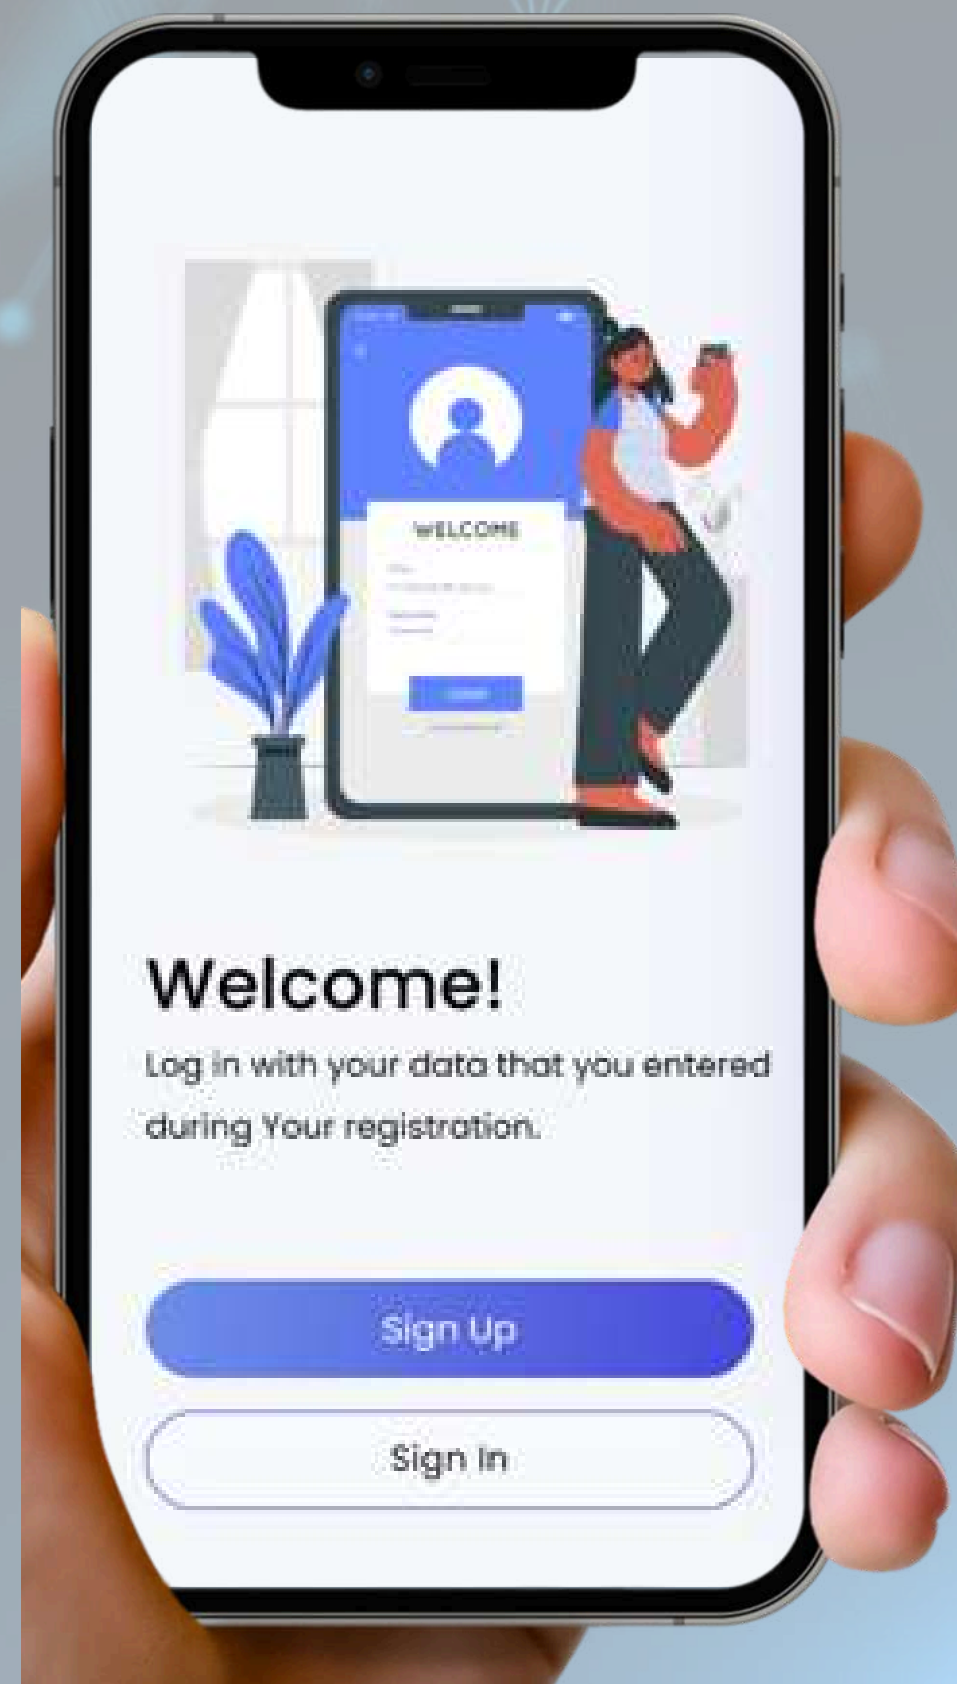 WELCOME
Welcome!
Log in with your data that you entered
during Your registration.
Sign Up
Sign In